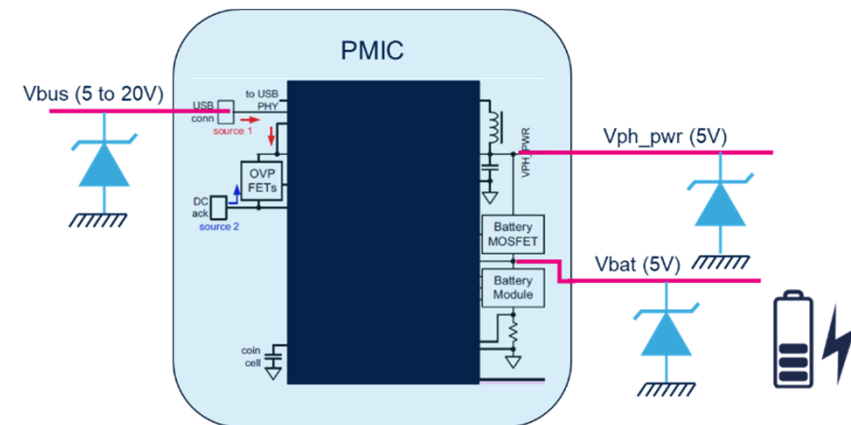 PMIC
Vbus (5 to 20V)
to USB
PHY
USB
conn
source 1
OVP
FETs
DC
ack
source 2
coin
cell
VPH_PWR
Vph_pwr (5V)
Battery
MOSFET
Vbat (5V)
Battery
Module